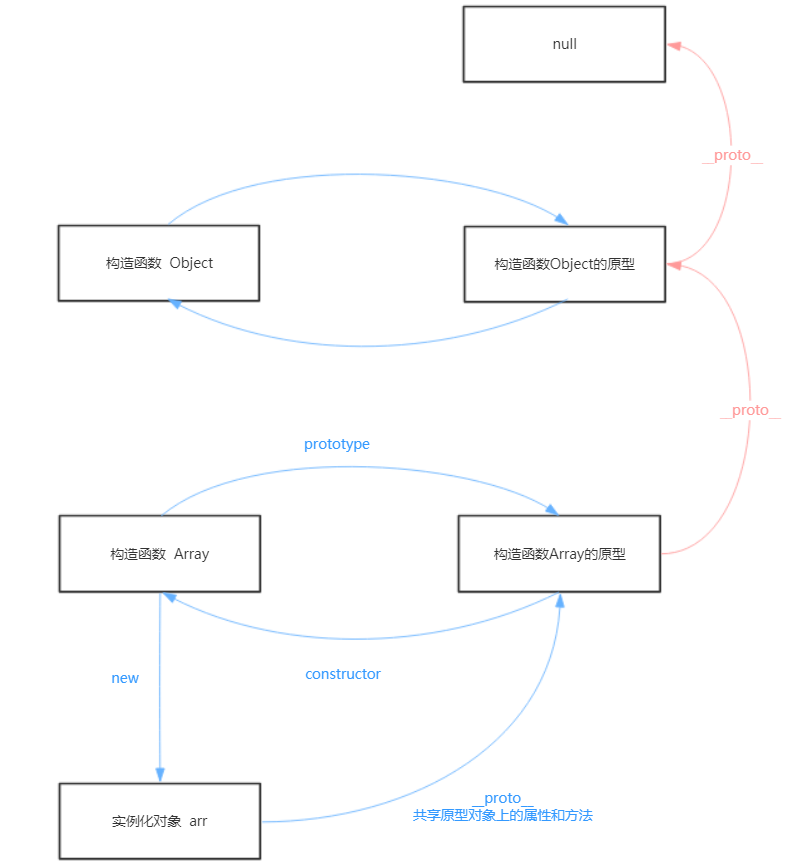 null
__proto__
构造函数 Object
构造函数Object的原型
__proto__
prototype
构造函数 Array
构造函数Array的原型
new
constructor
实例化对象 arr
__proto__
共享原型对象上的属性和方法